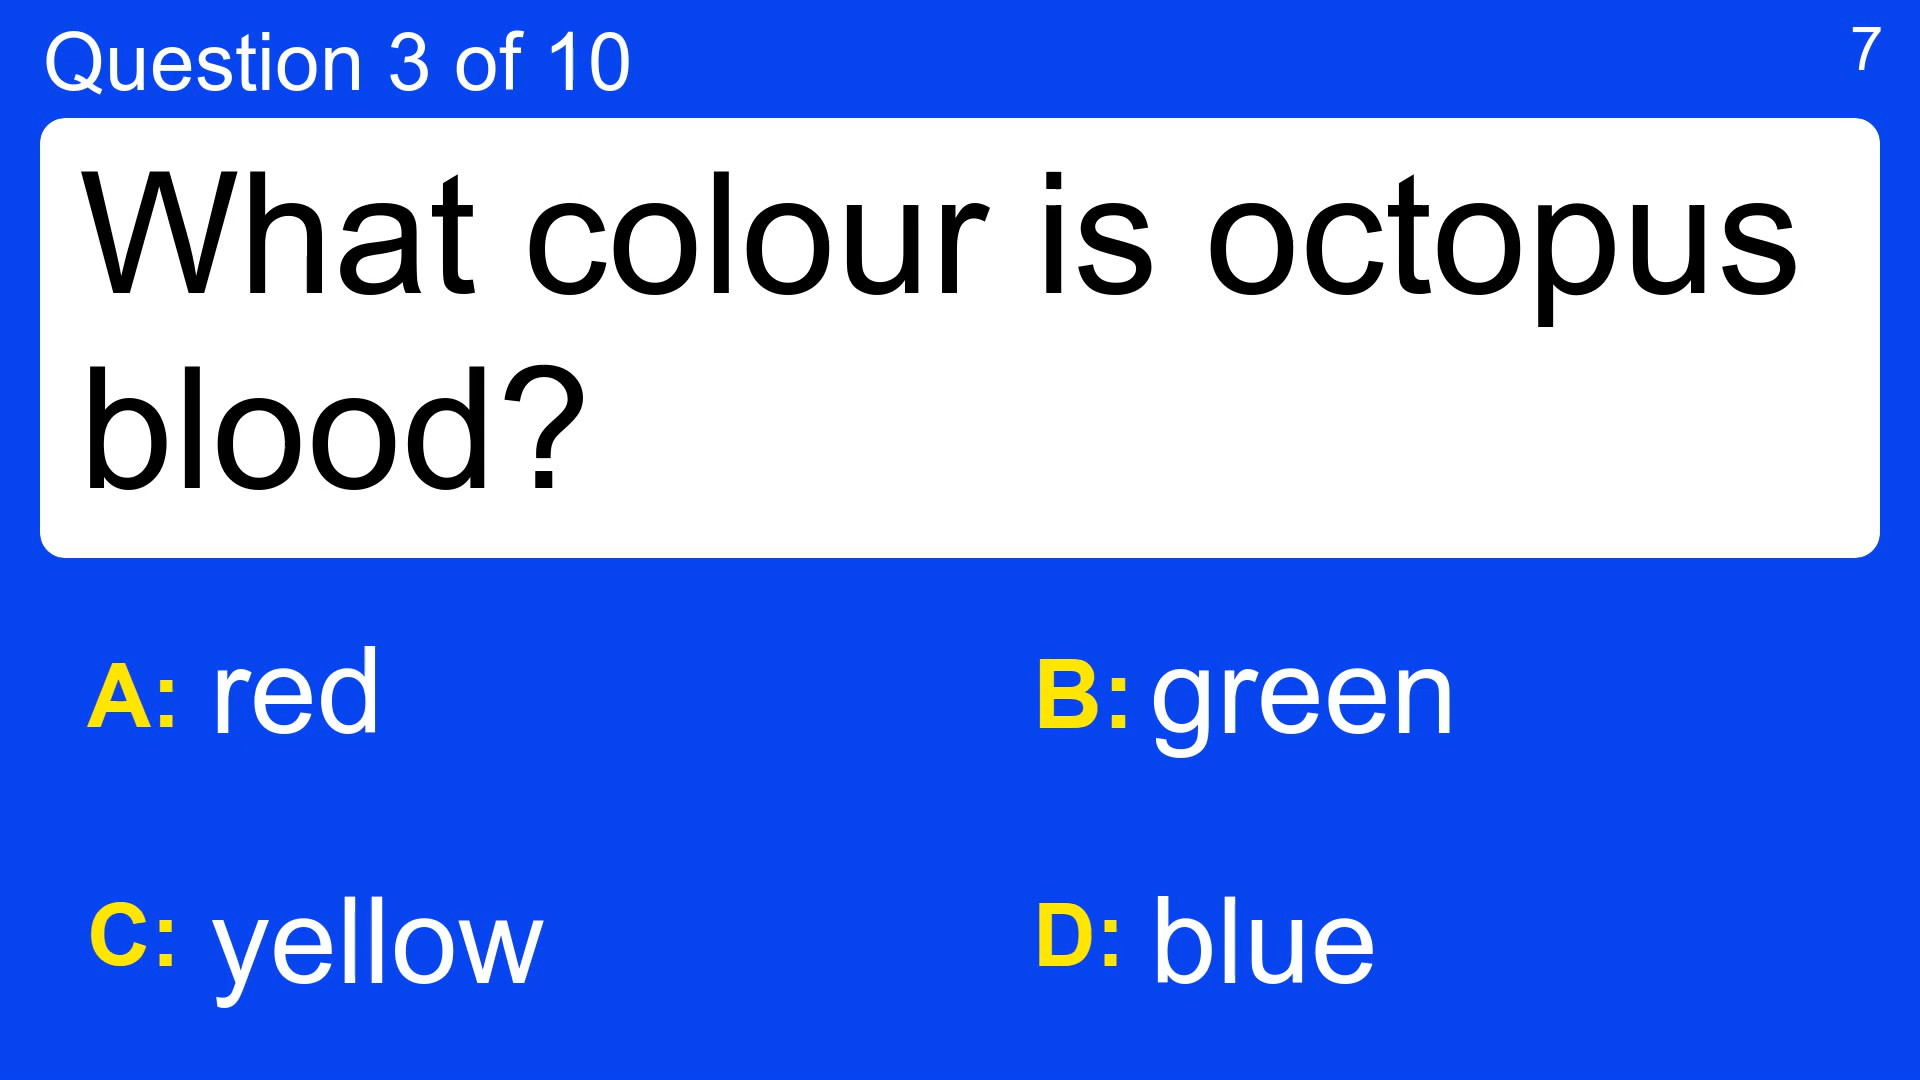 Question 3 of 10
7
What colour is octopus
blood?
A: red
B: green
C: yellow
D: blue